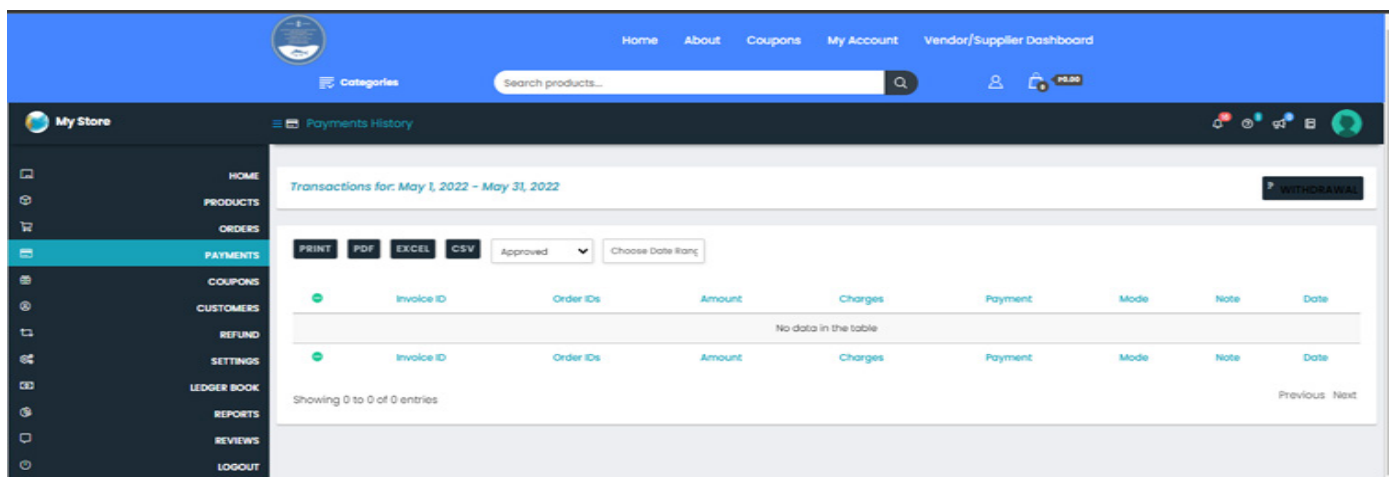 Home About Coupons My Account Vendor/Supplier Dashboard
Categories Search products... 0 ₱0.00
My Store Payments History
HOME
Transactions for: May 1, 2022 - May 31, 2022 WITHDRAWAL
PRODUCTS
ORDERS
PAYMENTS
PRINT PDF EXCEL CSV Approved Choose Date Rang
COUPONS
CUSTOMERS
Invoice ID Order IDs Amount Charges Payment Mode Note Date
REFUND
No data in the table
SETTINGS
Invoice ID Order IDs Amount Charges Payment Mode Note Date
LEDGER BOOK
Showing 0 to 0 of 0 entries Previous Next
REPORTS
REVIEWS
LOGOUT